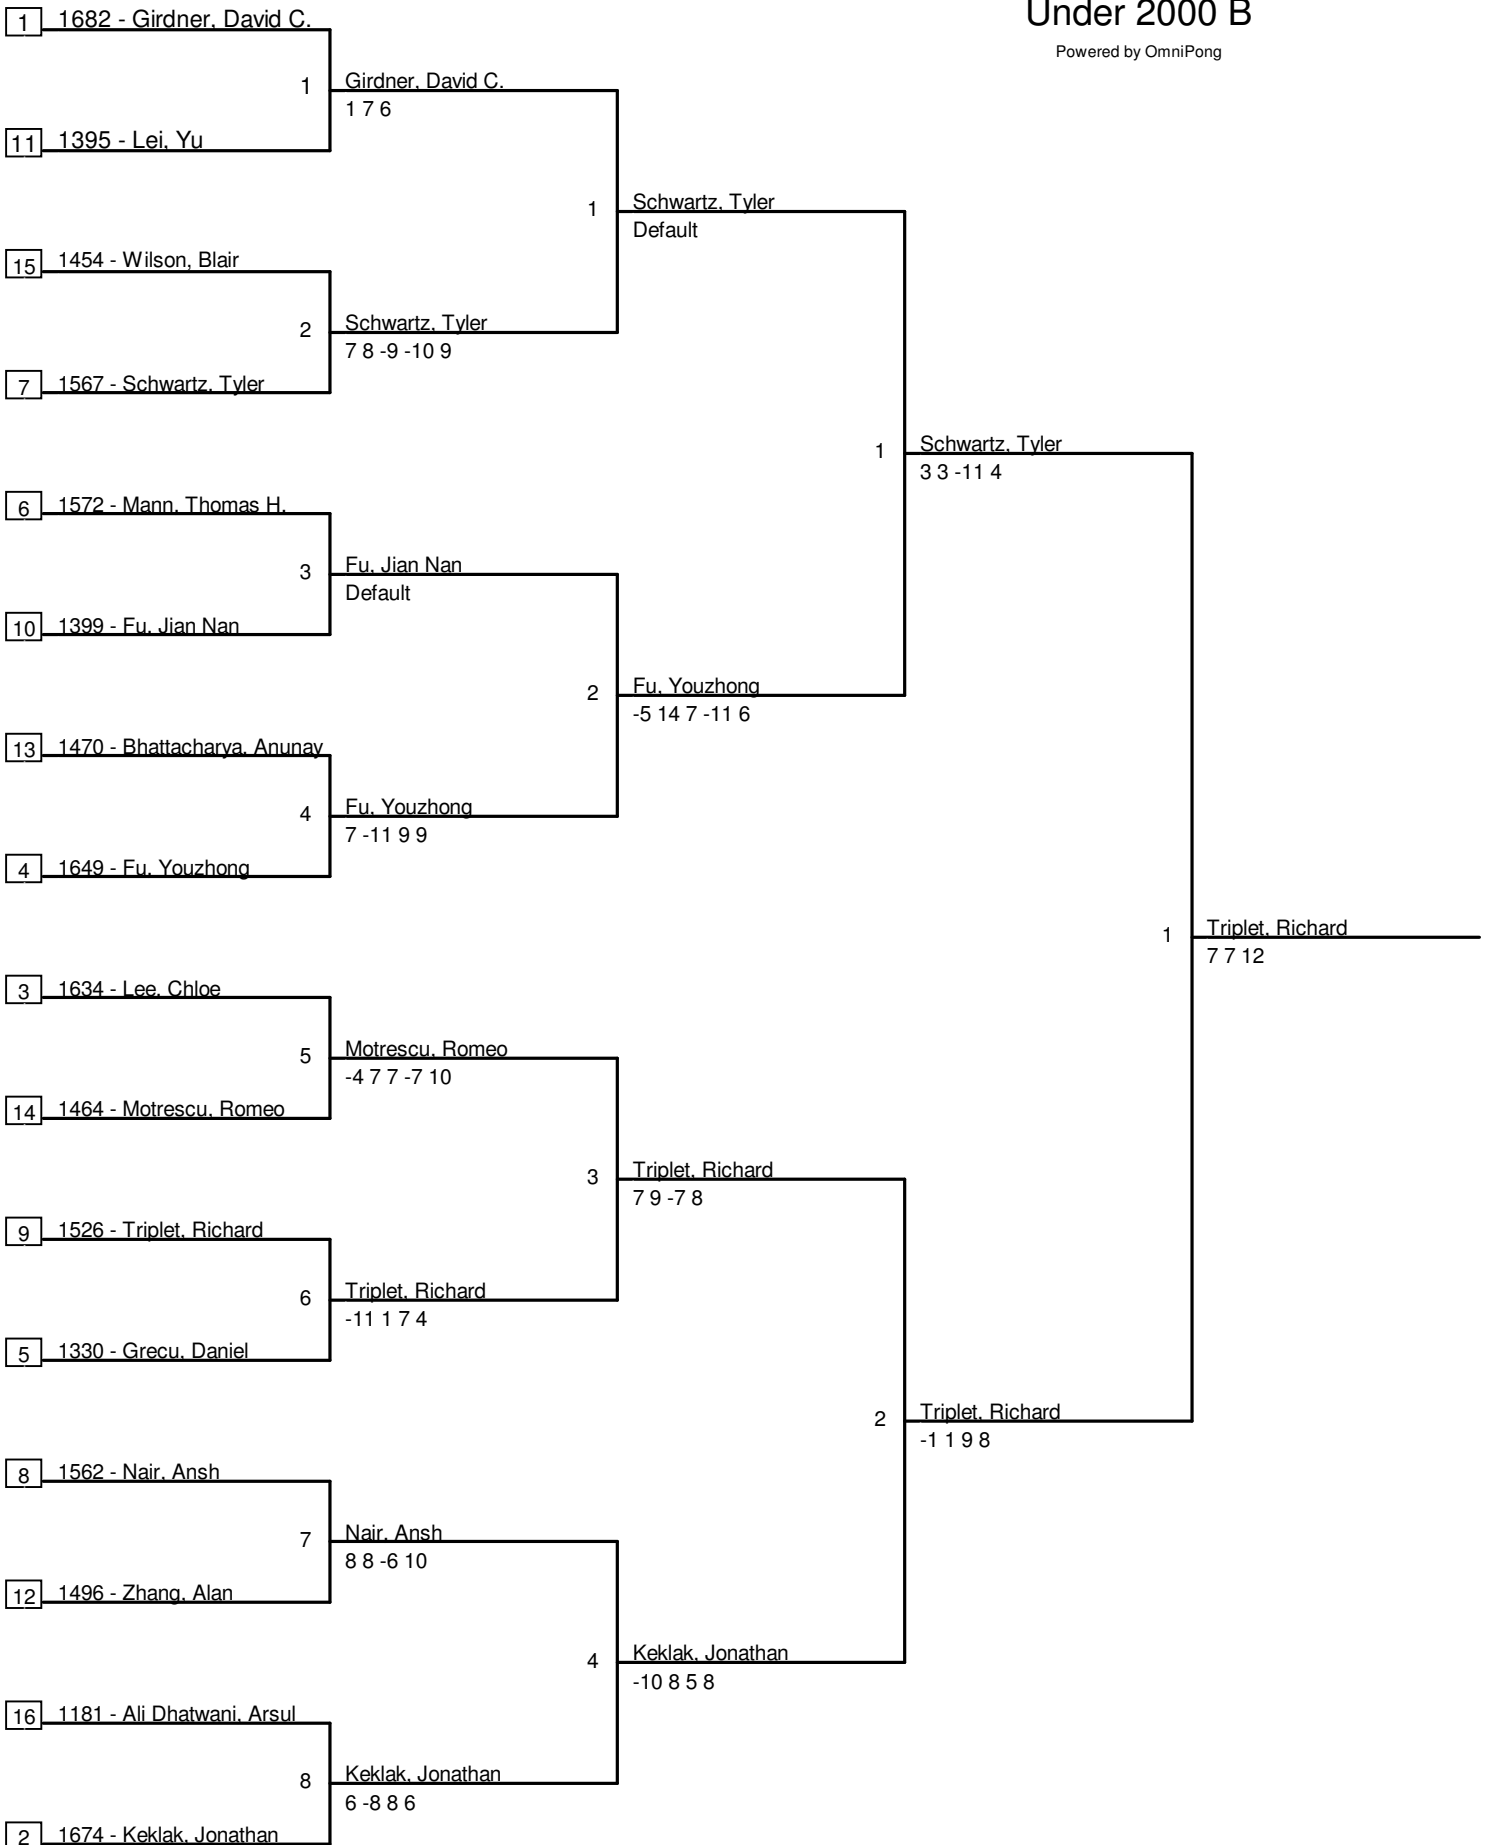 Under 2000 B
Powered by OmniPong
1 1682 - Girdner, David C.
1 Girdner, David C.
1 7 6
11 1395 - Lei, Yu
1 Schwartz, Tyler
Default
15 1454 - Wilson, Blair
2 Schwartz, Tyler
7 8 -9 -10 9
7 1567 - Schwartz, Tyler
1 Schwartz, Tyler
3 3 -11 4
6 1572 - Mann, Thomas H.
3 Fu, Jian Nan
Default
10 1399 - Fu, Jian Nan
2 Fu, Youzhong
-5 14 7 -11 6
13 1470 - Bhattacharya, Anunay
4 Fu, Youzhong
7 -11 9 9
4 1649 - Fu, Youzhong
1 Triplet, Richard
7 7 12
3 1634 - Lee, Chloe
5 Motrescu, Romeo
-4 7 7 -7 10
14 1464 - Motrescu, Romeo
3 Triplet, Richard
7 9 -7 8
9 1526 - Triplet, Richard
6 Triplet, Richard
-11 1 7 4
5 1330 - Grecu, Daniel
2 Triplet, Richard
-1 1 9 8
8 1562 - Nair, Ansh
7 Nair, Ansh
8 8 -6 10
12 1496 - Zhang, Alan
4 Keklak, Jonathan
-10 8 5 8
16 1181 - Ali Dhatwani, Arsul
8 Keklak, Jonathan
6 -8 8 6
2 1674 - Keklak, Jonathan